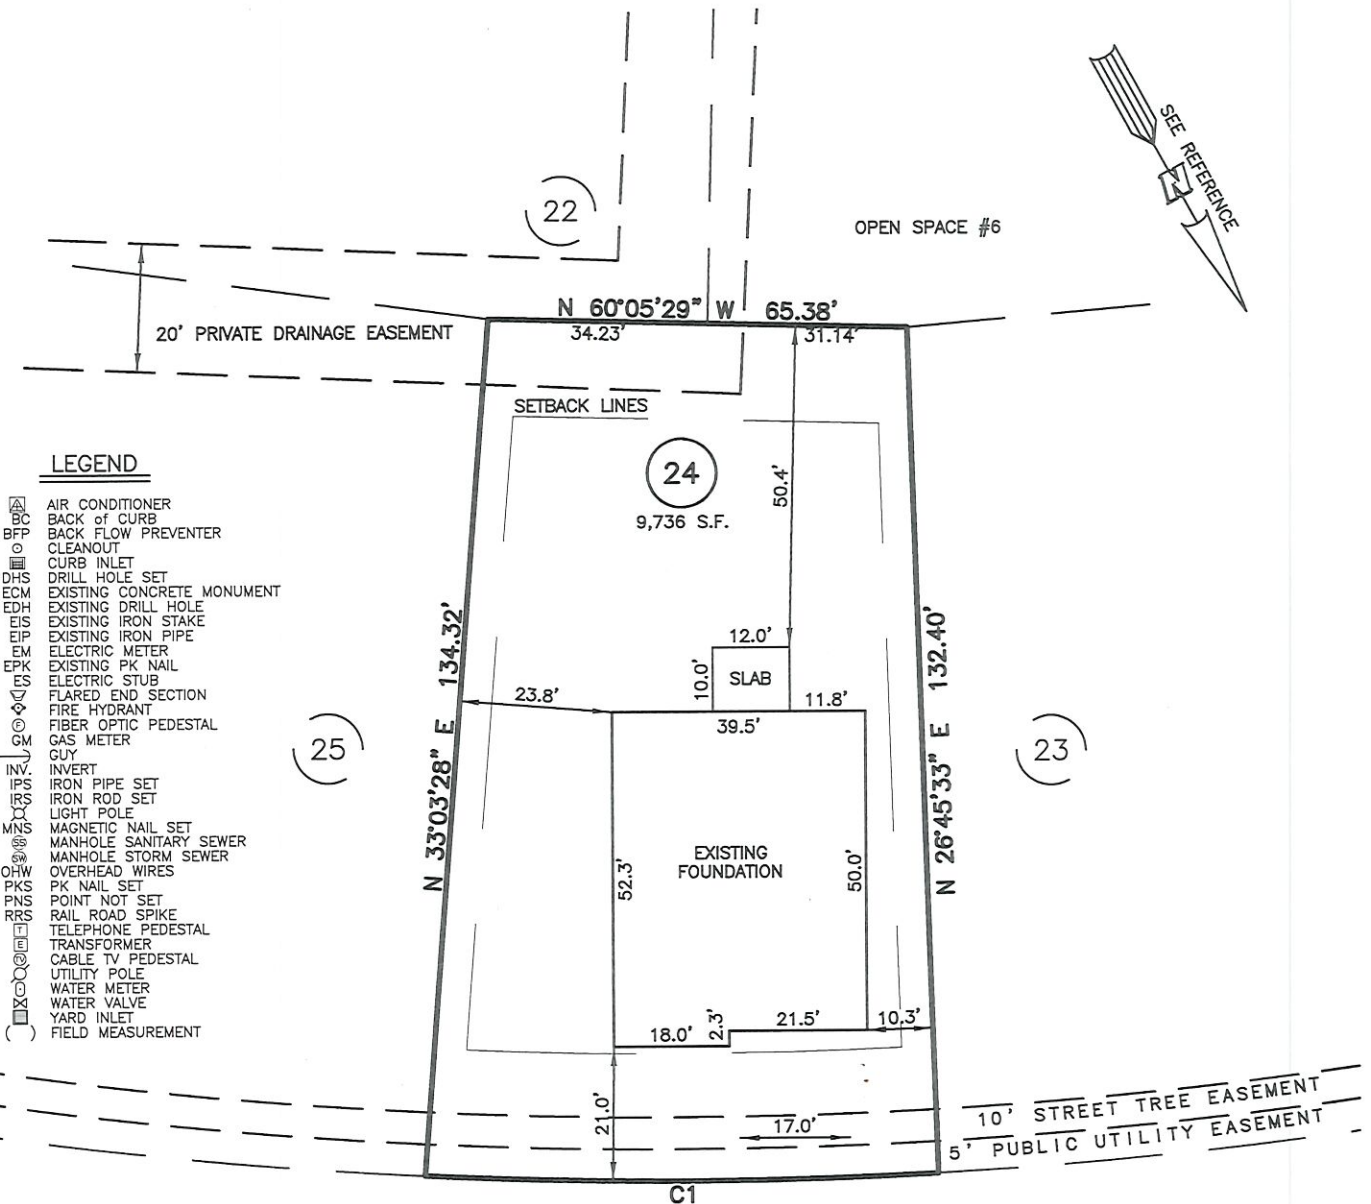 SEE REFERENCE
N
22
OPEN SPACE #6
N 60°05'29" W 65.38'
34.23'
31.14'
20' PRIVATE DRAINAGE EASEMENT
SETBACK LINES
24
9,736 S.F.
50.4'
LEGEND
AIR CONDITIONER
BC BACK of CURB
BFP BACK FLOW PREVENTER
CLEANOUT
CURB INLET
DHS DRILL HOLE SET
ECM EXISTING CONCRETE MONUMENT
EDH EXISTING DRILL HOLE
EIS EXISTING IRON STAKE
EIP EXISTING IRON PIPE
EM ELECTRIC METER
EPK EXISTING PK NAIL
ES ELECTRIC STUB
FLARED END SECTION
FIRE HYDRANT
F FIBER OPTIC PEDESTAL
GM GAS METER
GUY
INV. INVERT
IPS IRON PIPE SET
IRS IRON ROD SET
LIGHT POLE
MNS MAGNETIC NAIL SET
SS MANHOLE SANITARY SEWER
SW MANHOLE STORM SEWER
OHW OVERHEAD WIRES
PKS PK NAIL SET
PNS POINT NOT SET
RRS RAIL ROAD SPIKE
T TELEPHONE PEDESTAL
E TRANSFORMER
TV CABLE TV PEDESTAL
UTILITY POLE
WATER METER
WATER VALVE
YARD INLET
( ) FIELD MEASUREMENT
N 33°03'28" E 134.32'
N 26°45'33" E 132.40'
12.0'
10.0'
SLAB
23.8'
11.8'
39.5'
25
23
EXISTING
FOUNDATION
52.3'
50.0'
18.0'
2.3'
21.5'
10.3'
21.0'
17.0'
10' STREET TREE EASEMENT
5' PUBLIC UTILITY EASEMENT
C1